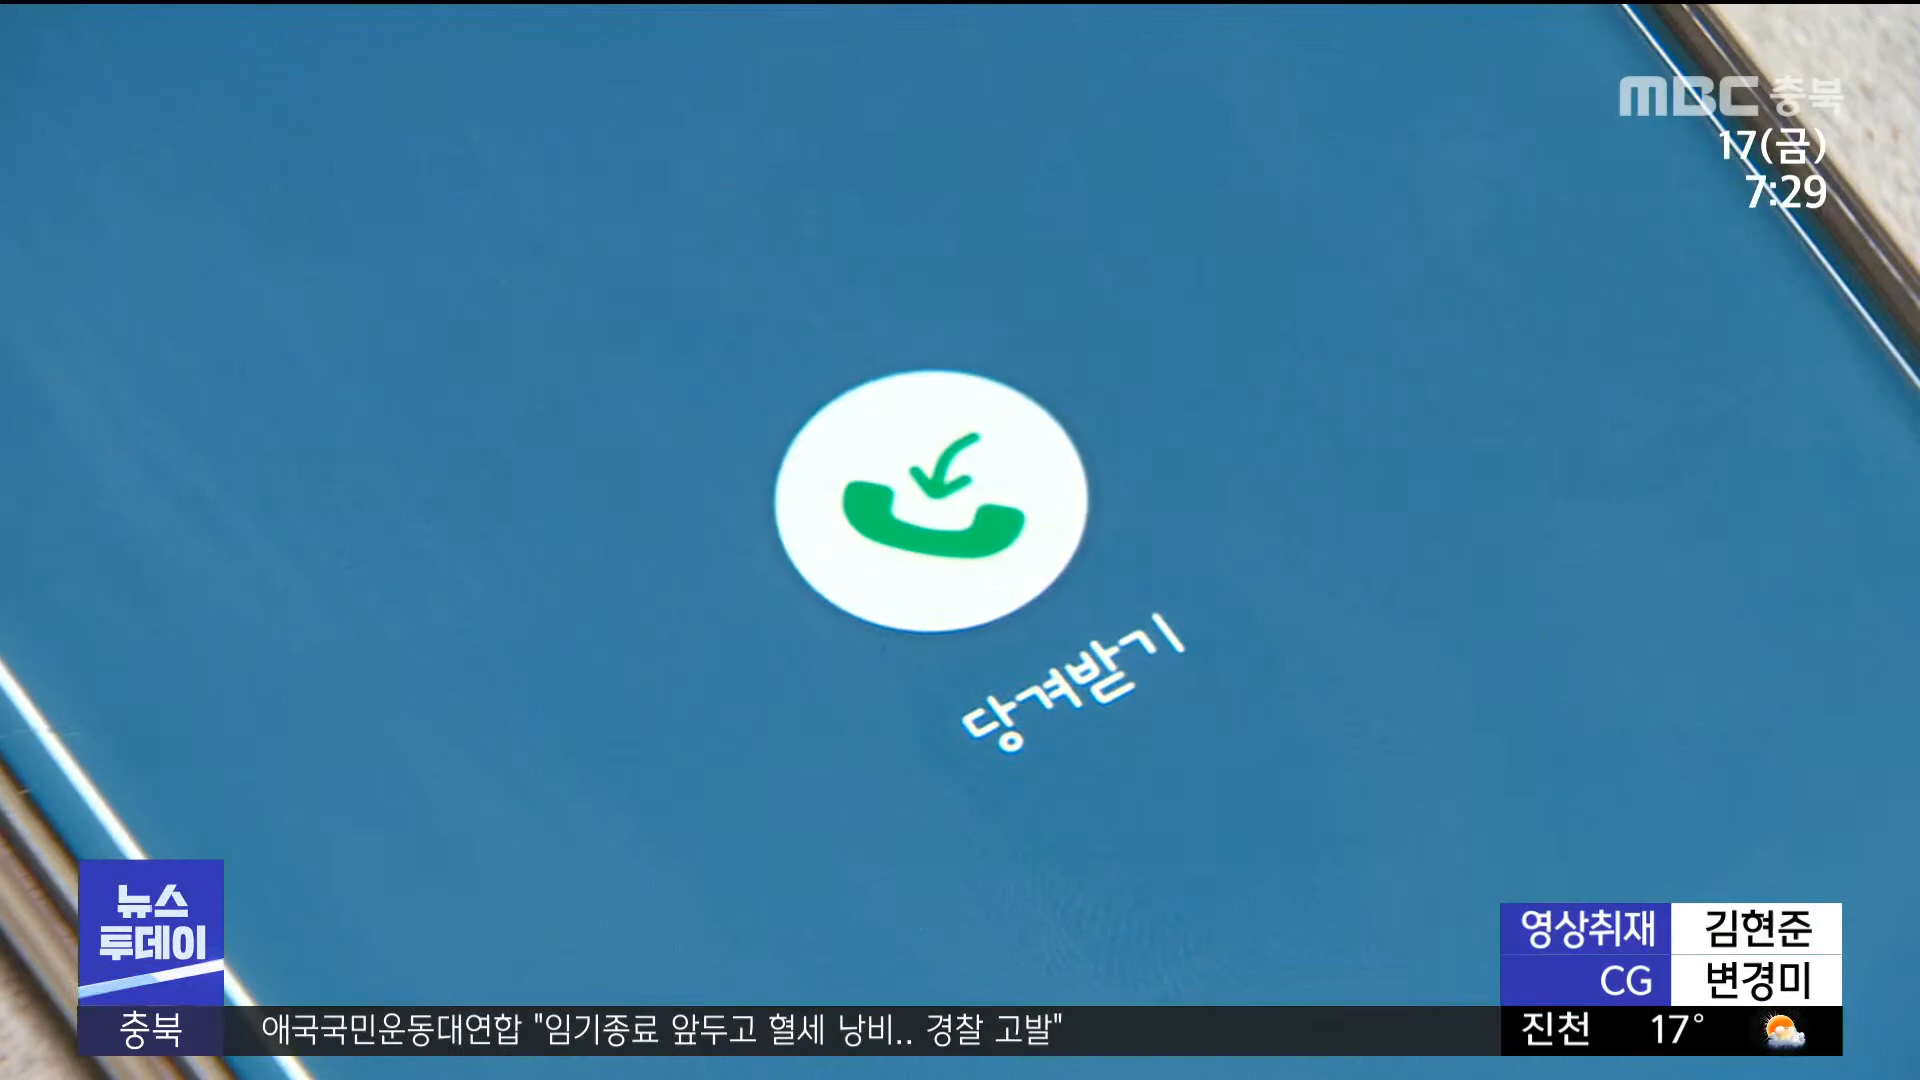 MBC 충북
17(금)
7:29
당겨받기
뉴스
투데이
영상취재 김현준
CG 변경미
충북 애국국민운동대연합 "임기종료 앞두고 혈세 낭비.. 경찰 고발"
진천 17°